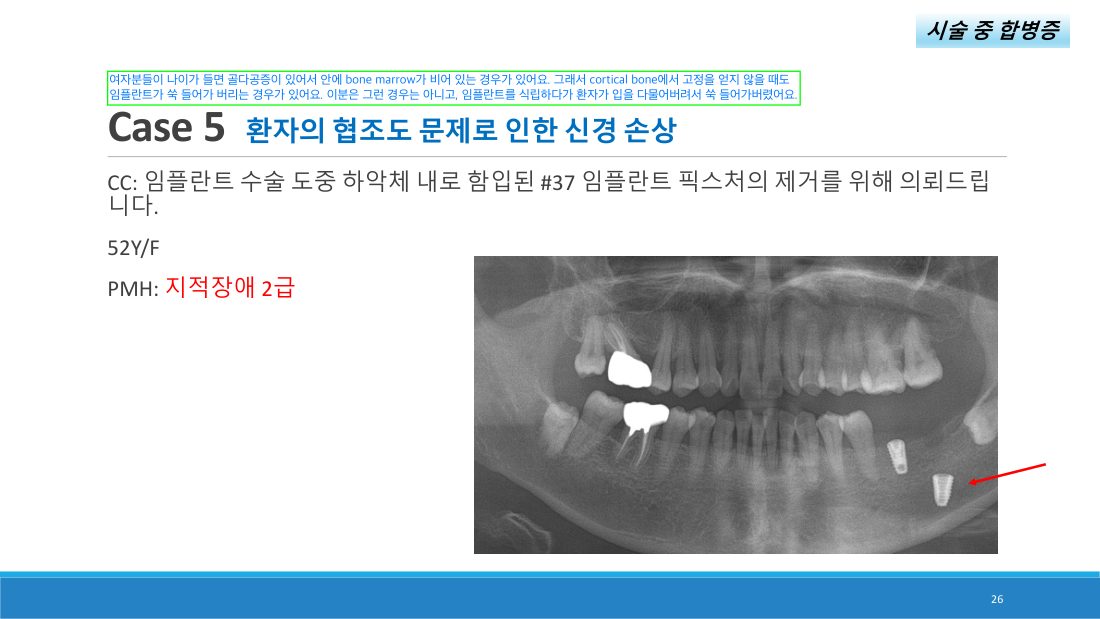 시술 중 합병증
여자분들이 나이가 들면 골다공증이 있어서 안에 bone marrow가 비어 있는 경우가 있어요. 그래서 cortical bone에서 고정을 얻지 않을 때도
임플란트가 쑥 들어가 버리는 경우가 있어요. 이분은 그런 경우는 아니고, 임플란트를 식립하다가 환자가 입을 다물어버려서 쑥 들어가버렸어요.
Case 5 환자의 협조도 문제로 인한 신경 손상
CC: 임플란트 수술 도중 하악체 내로 함입된 #37 임플란트 픽스처의 제거를 위해 의뢰드립
니다.
52Y/F
PMH: 지적장애 2급
26